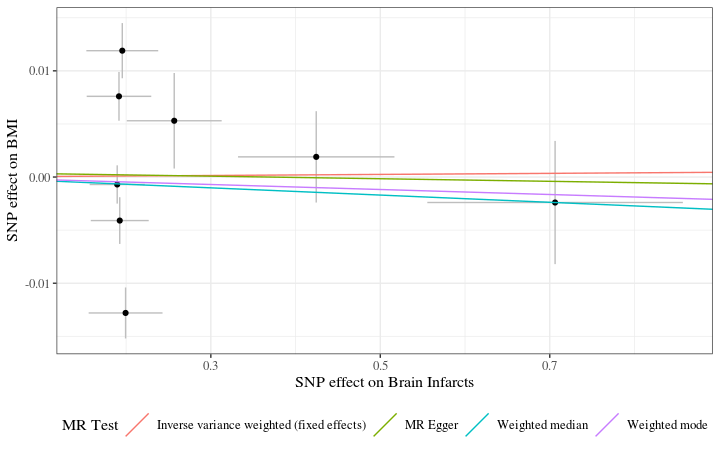 SNP effect on BMI
0.01
0.00
-0.01
0.3
0.5
0.7
SNP effect on Brain Infarcts
MR Test
Inverse variance weighted (fixed effects)
MR Egger
Weighted median
Weighted mode